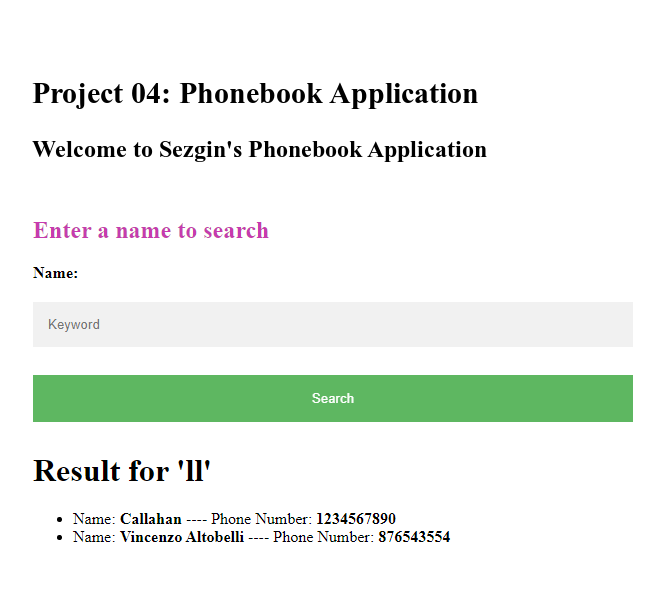 Project 04: Phonebook Application
Welcome to Sezgin's Phonebook Application
Enter a name to search
Name:
Keyword
Search
Result for 'll'
Name: Callahan ---- Phone Number: 1234567890
Name: Vincenzo Altobelli ---- Phone Number: 876543554